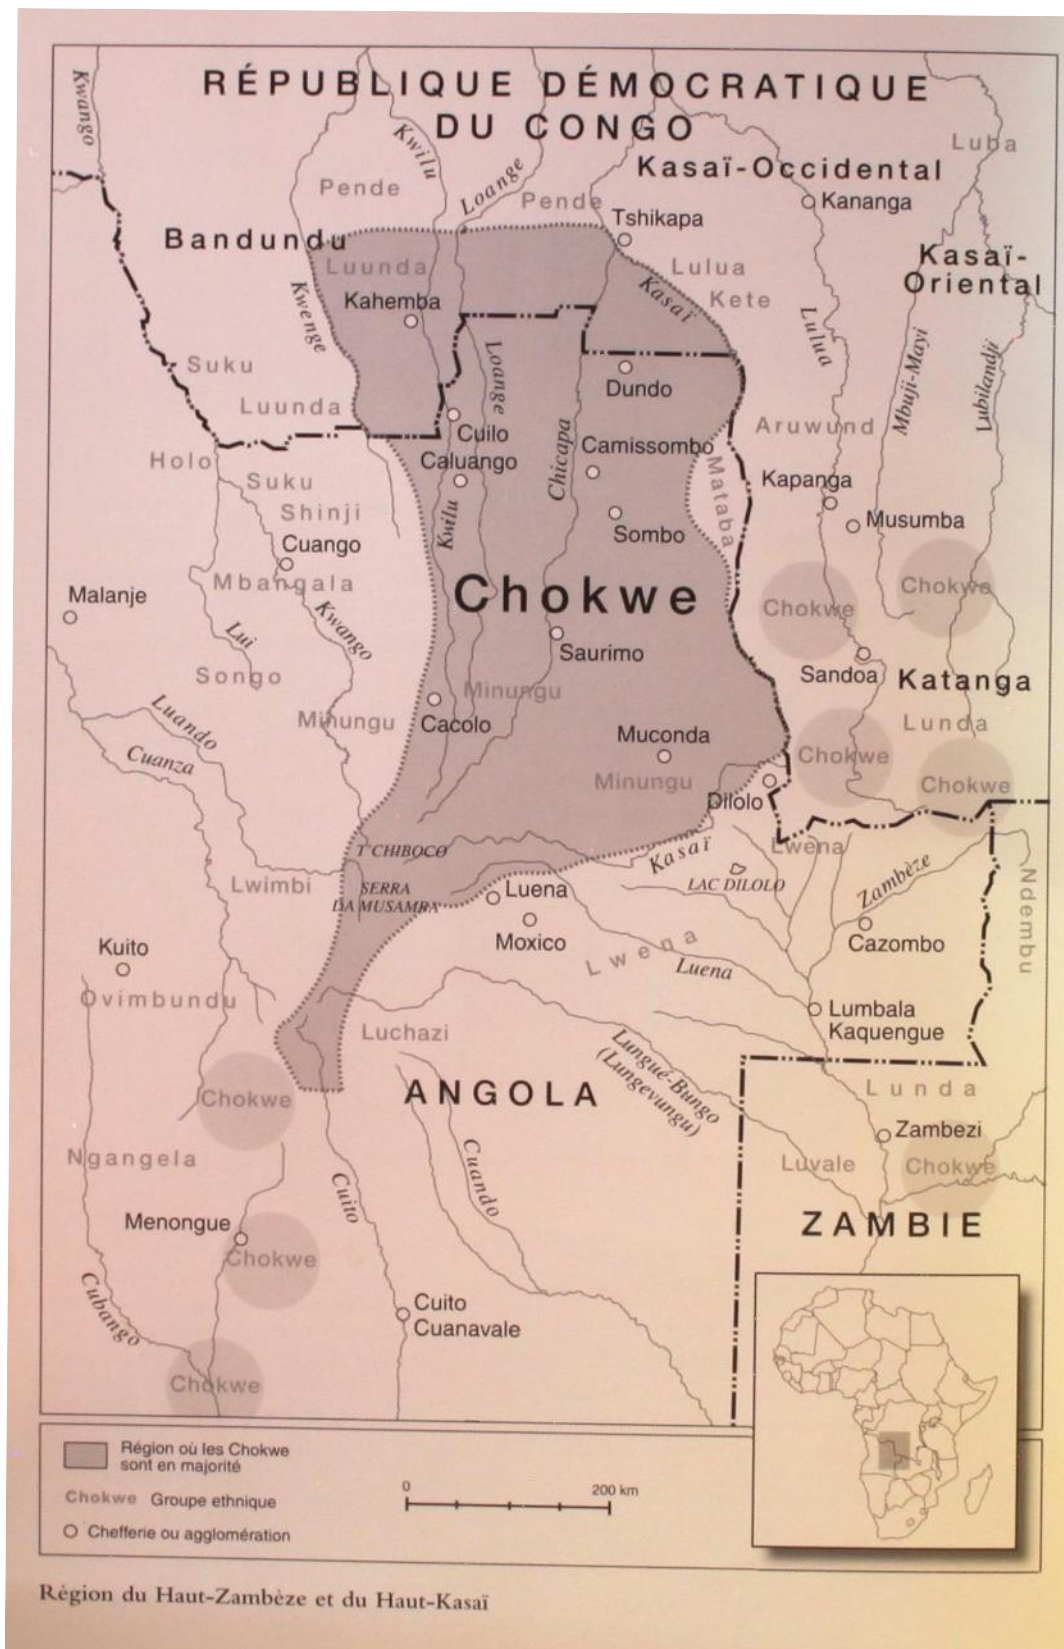 RÉPUBLIQUE DÉMOCRATIQUE
DU CONGO
Kwango
Kwilu
Loange
Luba
Kasaï-Occidental
Pende
Pende
Kananga
Tshikapa
Bandundu
Kasaï-
Oriental
Luunda
Lulua
Kete
Kasaï
Kahemba
Kwenge
Lulua
Mbuji-Mayi
Lubilandji
Loange
Suku
Dundo
Luunda
Cuilo
Chicapa
Camissombo
Aruwund
Holo
Caluango
Mataba
Kapanga
Suku
Shinji
Kwilu
Sombo
Musumba
Cuango
Mbangala
Malanje
Chokwe
Chokwe
Chokwe
Lui
Kwango
Saurimo
Songo
Sandoa
Katanga
Minungu
Luando
Minungu
Cacolo
Lunda
Cuanza
Muconda
Chokwe
Minungu
Chokwe
Dilolo
T'CHIBOCO
Kasaï
Lwena
Lwimbi
SERRA
DA MUSAMBA
Luena
LAC DILOLO
Zambèze
Ndembu
Moxico
Cazombo
Kuito
Lwena
Luena
Ovimbundu
Lumbala
Kaquengue
Luchazi
Lungué-Bungo
(Lungevungu)
Chokwe
ANGOLA
Lunda
Zambezi
Ngangela
Luvale
Chokwe
Cuito
Cuando
Menongue
ZAMBIE
Chokwe
Cubango
Cuito
Cuanavale
Chokwe
Région où les Chokwe
sont en majorité
Chokwe Groupe ethnique
Chefferie ou agglomération
0 200 km
Région du Haut-Zambèze et du Haut-Kasaï